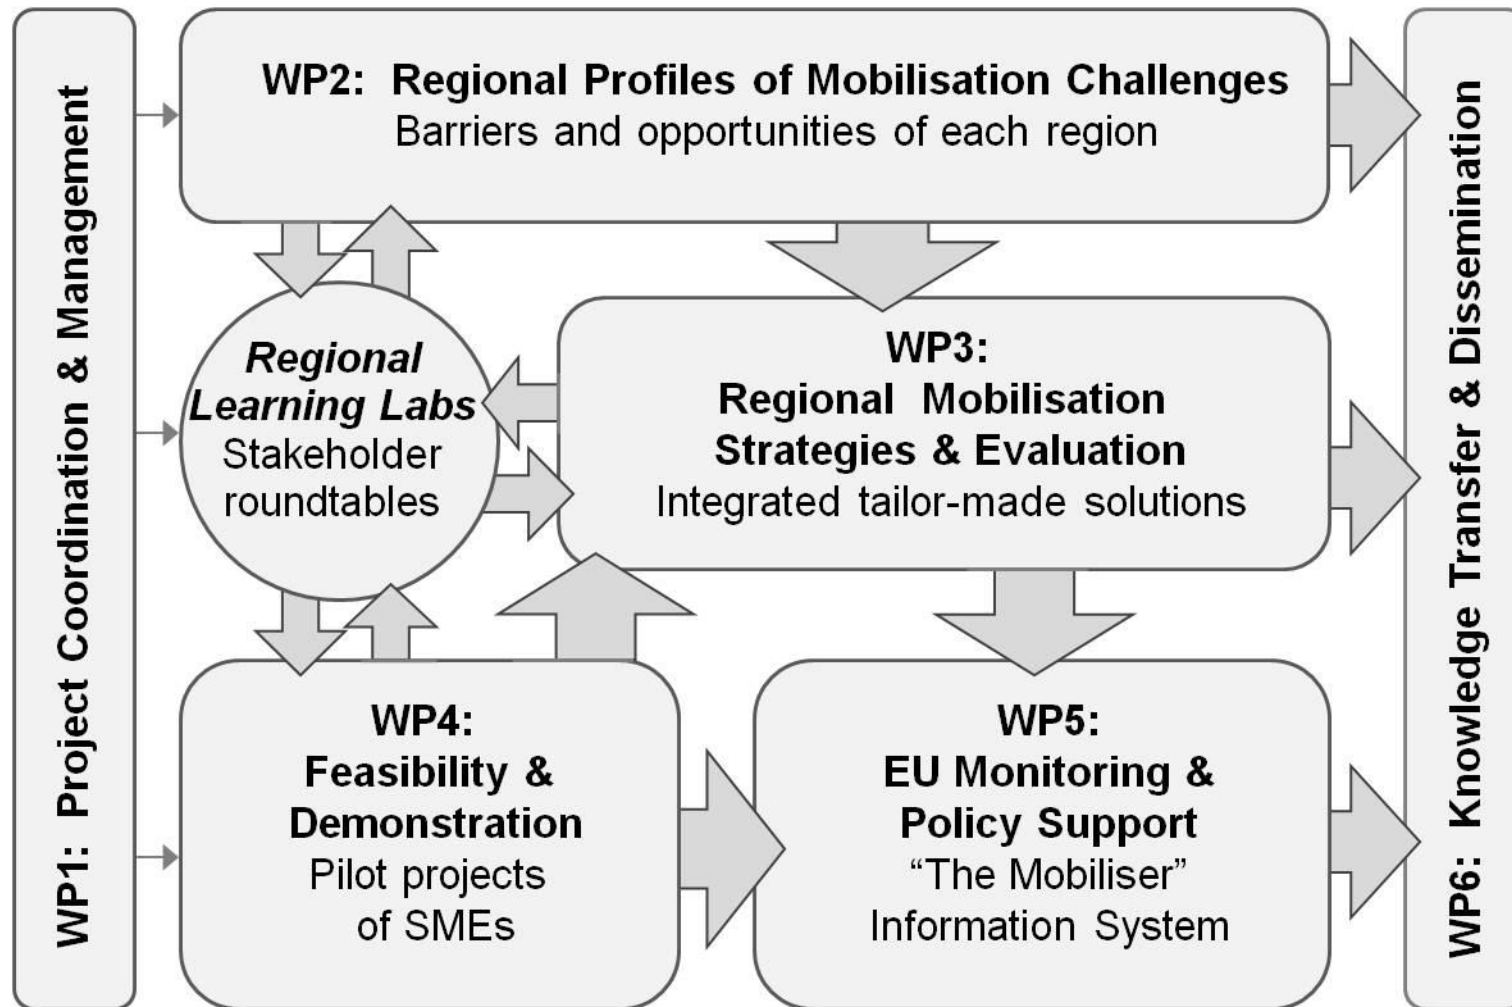 WP1: Project Coordination & Management
WP2: Regional Profiles of Mobilisation Challenges
Barriers and opportunities of each region
Regional
Learning Labs
Stakeholder
roundtables
WP3:
Regional Mobilisation
Strategies & Evaluation
Integrated tailor-made solutions
WP4:
Feasibility &
Demonstration
Pilot projects
of SMEs
WP5:
EU Monitoring &
Policy Support
“The Mobiliser”
Information System
WP6: Knowledge Transfer & Dissemination